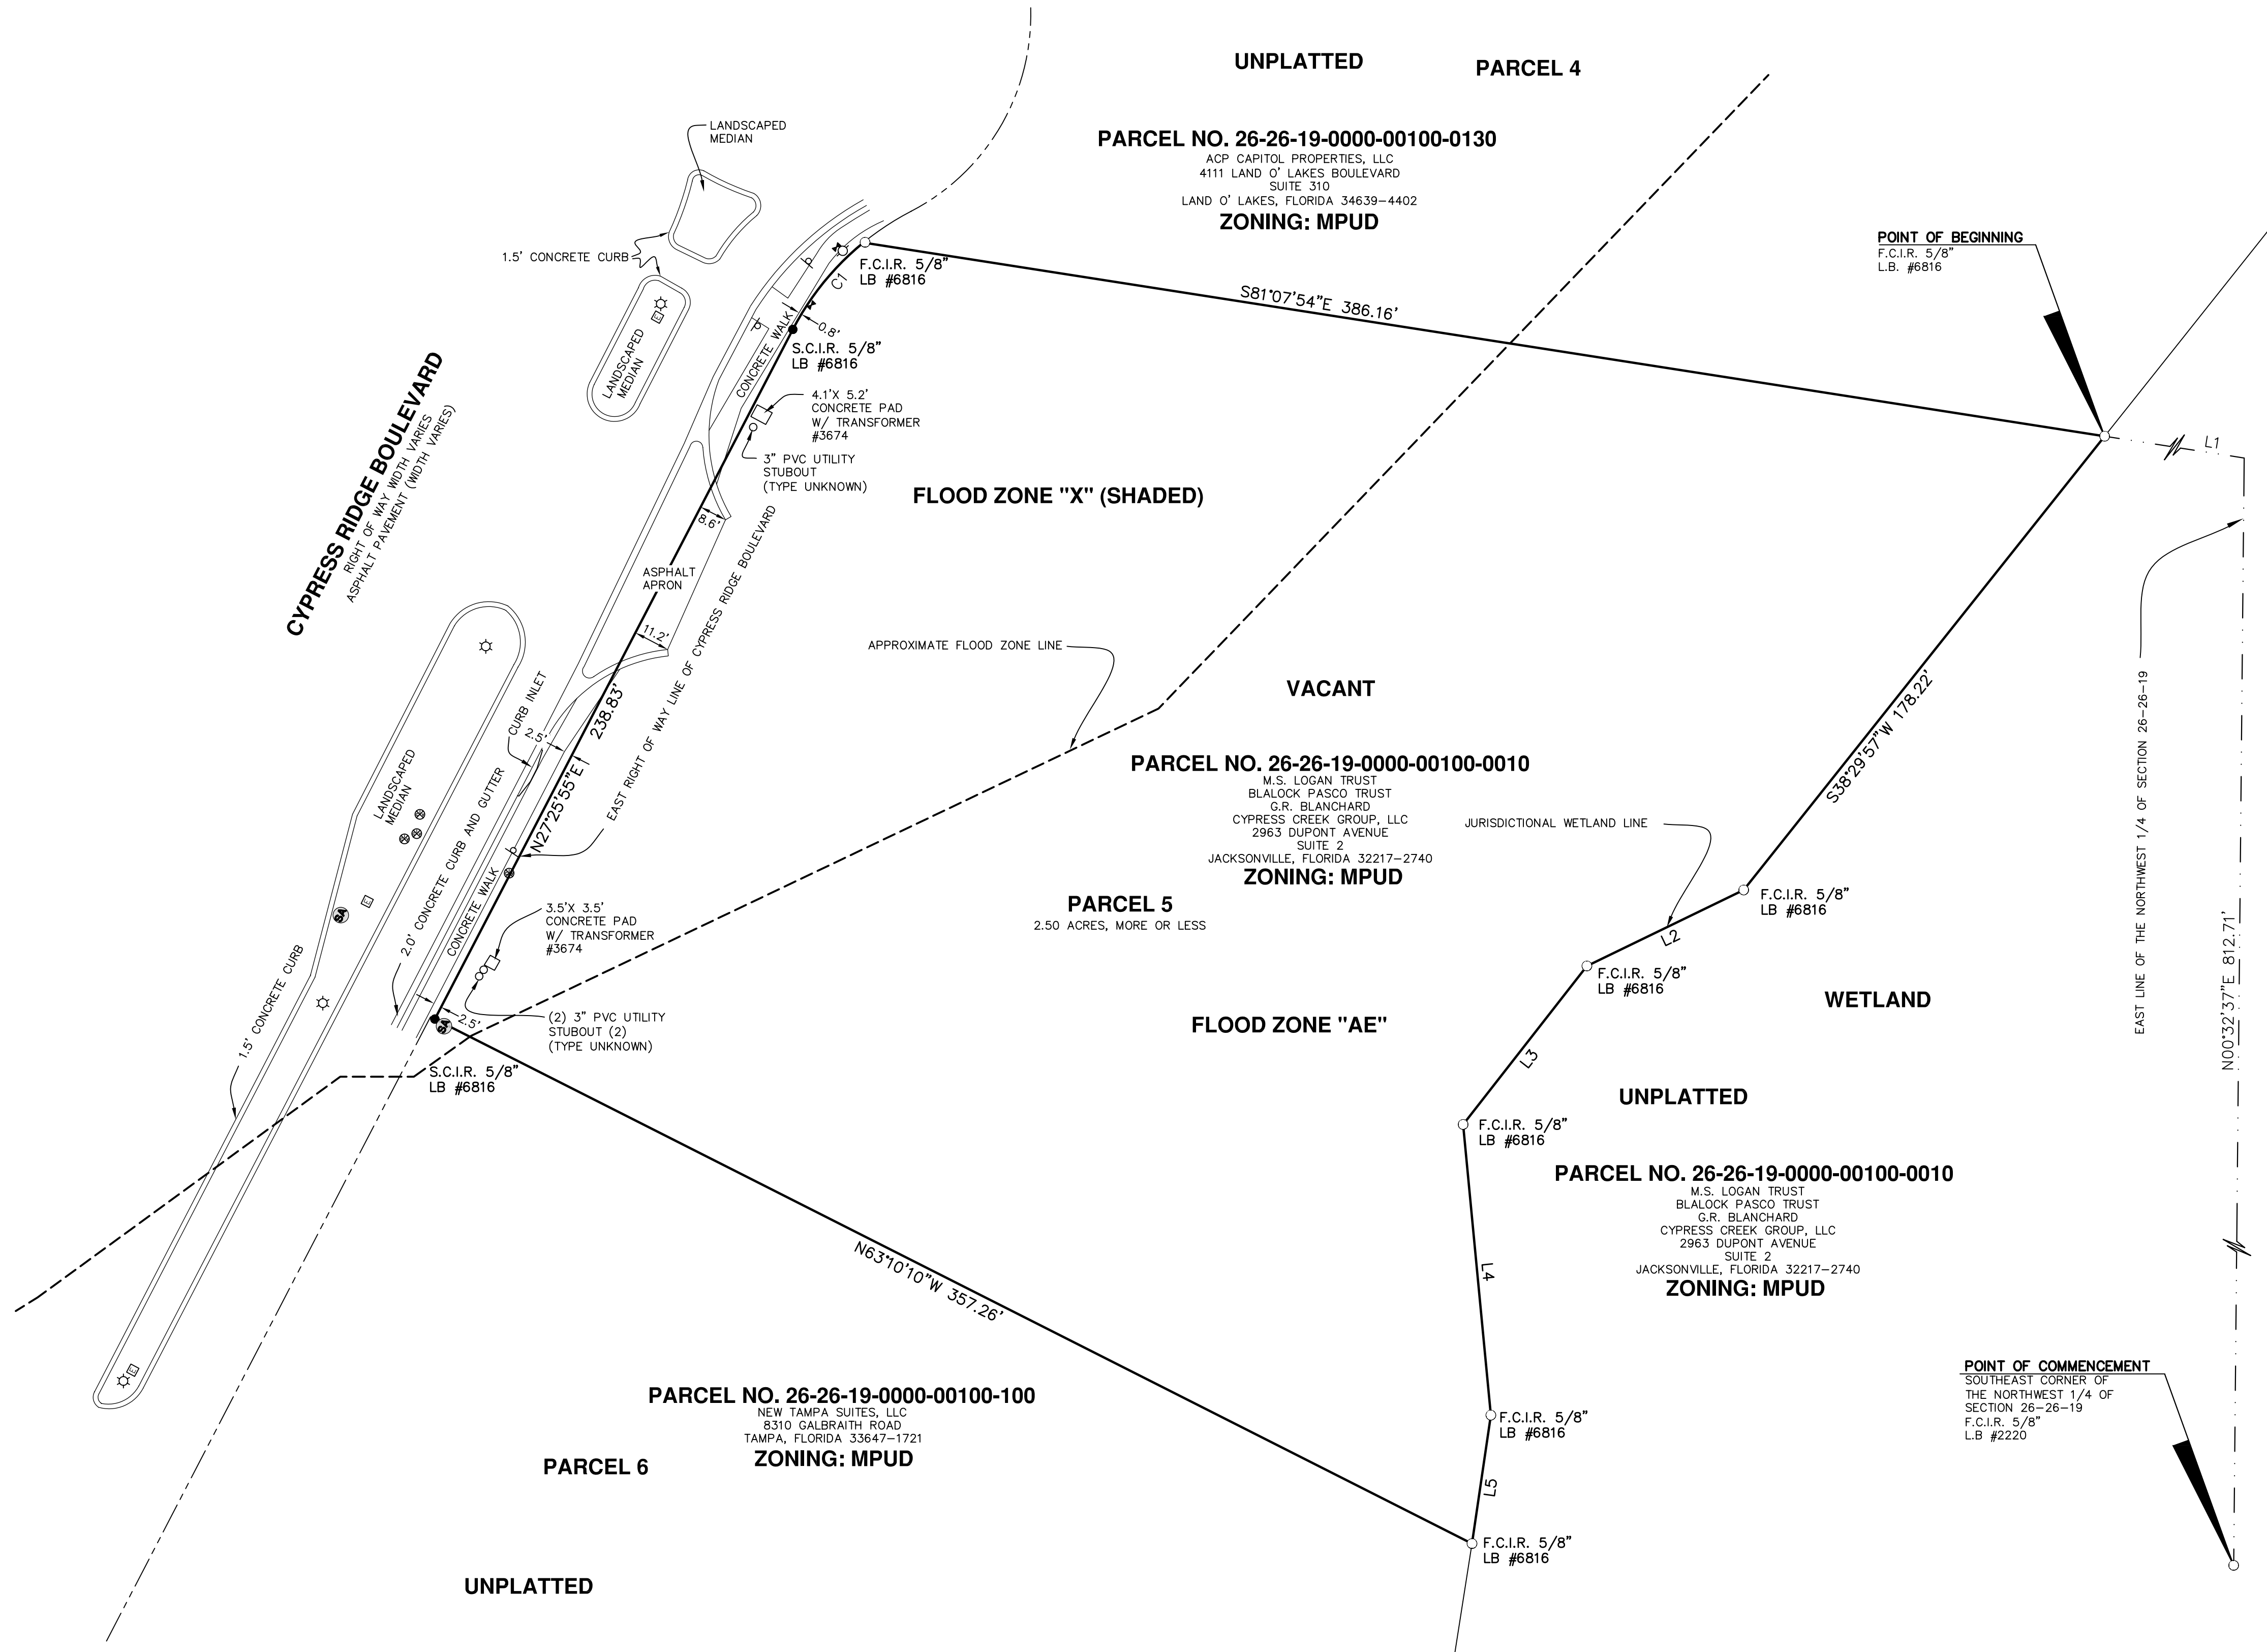 UNPLATTED
PARCEL 4
PARCEL NO. 26-26-19-0000-00100-0130
ACP CAPITOL PROPERTIES, LLC
4111 LAND O' LAKES BOULEVARD
SUITE 310
LAND O' LAKES, FLORIDA 34639-4402
ZONING: MPUD
LANDSCAPED
MEDIAN
1.5' CONCRETE CURB
LANDSCAPED
MEDIAN
E
CYPRESS RIDGE BOULEVARD
RIGHT OF WAY WIDTH VARIES
ASPHALT PAVEMENT (WIDTH VARIES)
C1
F.C.I.R. 5/8"
LB #6816
0.8'
CONCRETE WALK
S.C.I.R. 5/8"
LB #6816
4.1'X 5.2'
CONCRETE PAD
W/ TRANSFORMER
#3674
3" PVC UTILITY
STUBOUT
(TYPE UNKNOWN)
S81°07'54"E 386.16'
POINT OF BEGINNING
F.C.I.R. 5/8"
L.B. #6816
L1
FLOOD ZONE "X" (SHADED)
8.6'
ASPHALT
APRON
11.2'
EAST RIGHT OF WAY LINE OF CYPRESS RIDGE BOULEVARD
APPROXIMATE FLOOD ZONE LINE
VACANT
S38°29'57"W 178.22'
EAST LINE OF THE NORTHWEST 1/4 OF SECTION 26-26-19
N00°32'37"E 812.71'
CURB INLET
2.5'
N27°25'55"E 238.83'
LANDSCAPED
MEDIAN
2.0' CONCRETE CURB AND GUTTER
CONCRETE WALK
PARCEL NO. 26-26-19-0000-00100-0010
M.S. LOGAN TRUST
BLALOCK PASCO TRUST
G.R. BLANCHARD
CYPRESS CREEK GROUP, LLC
2963 DUPONT AVENUE
SUITE 2
JACKSONVILLE, FLORIDA 32217-2740
ZONING: MPUD
JURISDICTIONAL WETLAND LINE
PARCEL 5
2.50 ACRES, MORE OR LESS
F.C.I.R. 5/8"
LB #6816
L2
F.C.I.R. 5/8"
LB #6816
SA
E
3.5'X 3.5'
CONCRETE PAD
W/ TRANSFORMER
#3674
1.5' CONCRETE CURB
SA
2.5'
(2) 3" PVC UTILITY
STUBOUT (2)
(TYPE UNKNOWN)
S.C.I.R. 5/8"
LB #6816
FLOOD ZONE "AE"
WETLAND
L3
UNPLATTED
F.C.I.R. 5/8"
LB #6816
PARCEL NO. 26-26-19-0000-00100-0010
M.S. LOGAN TRUST
BLALOCK PASCO TRUST
G.R. BLANCHARD
CYPRESS CREEK GROUP, LLC
2963 DUPONT AVENUE
SUITE 2
JACKSONVILLE, FLORIDA 32217-2740
ZONING: MPUD
L4
N63°10'10"W 357.26'
E
PARCEL NO. 26-26-19-0000-00100-100
NEW TAMPA SUITES, LLC
8310 GALBRAITH ROAD
TAMPA, FLORIDA 33647-1721
ZONING: MPUD
PARCEL 6
F.C.I.R. 5/8"
LB #6816
L5
F.C.I.R. 5/8"
LB #6816
POINT OF COMMENCEMENT
SOUTHEAST CORNER OF
THE NORTHWEST 1/4 OF
SECTION 26-26-19
F.C.I.R. 5/8"
L.B #2220
UNPLATTED